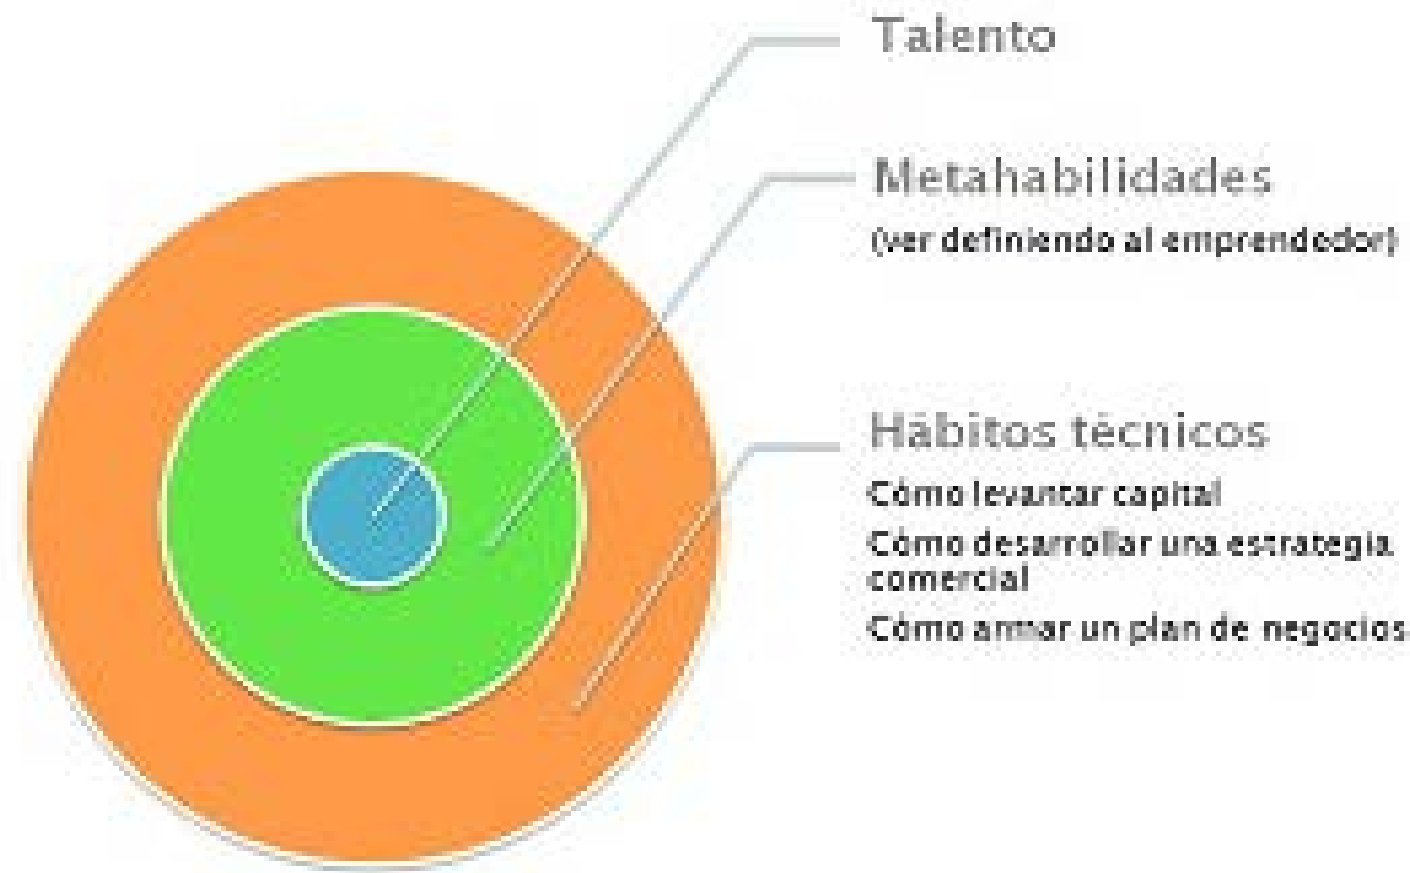 Talento
Metahabilidades
(ver definiendo al emprendedor)
Hábitos técnicos
Cómo levantar capital
Cómo desarrollar una estrategia
comercial
Cómo armar un plan de negocios